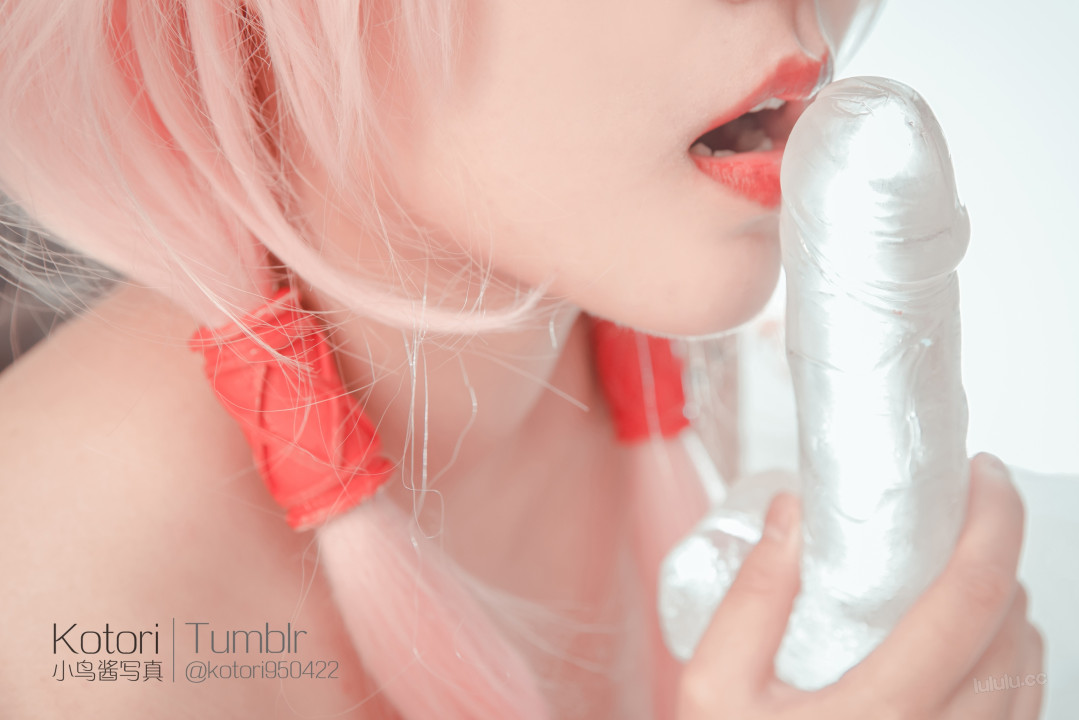 Kotori | Tumblr
小鸟酱写真 | @kotori950422
lululu.cc